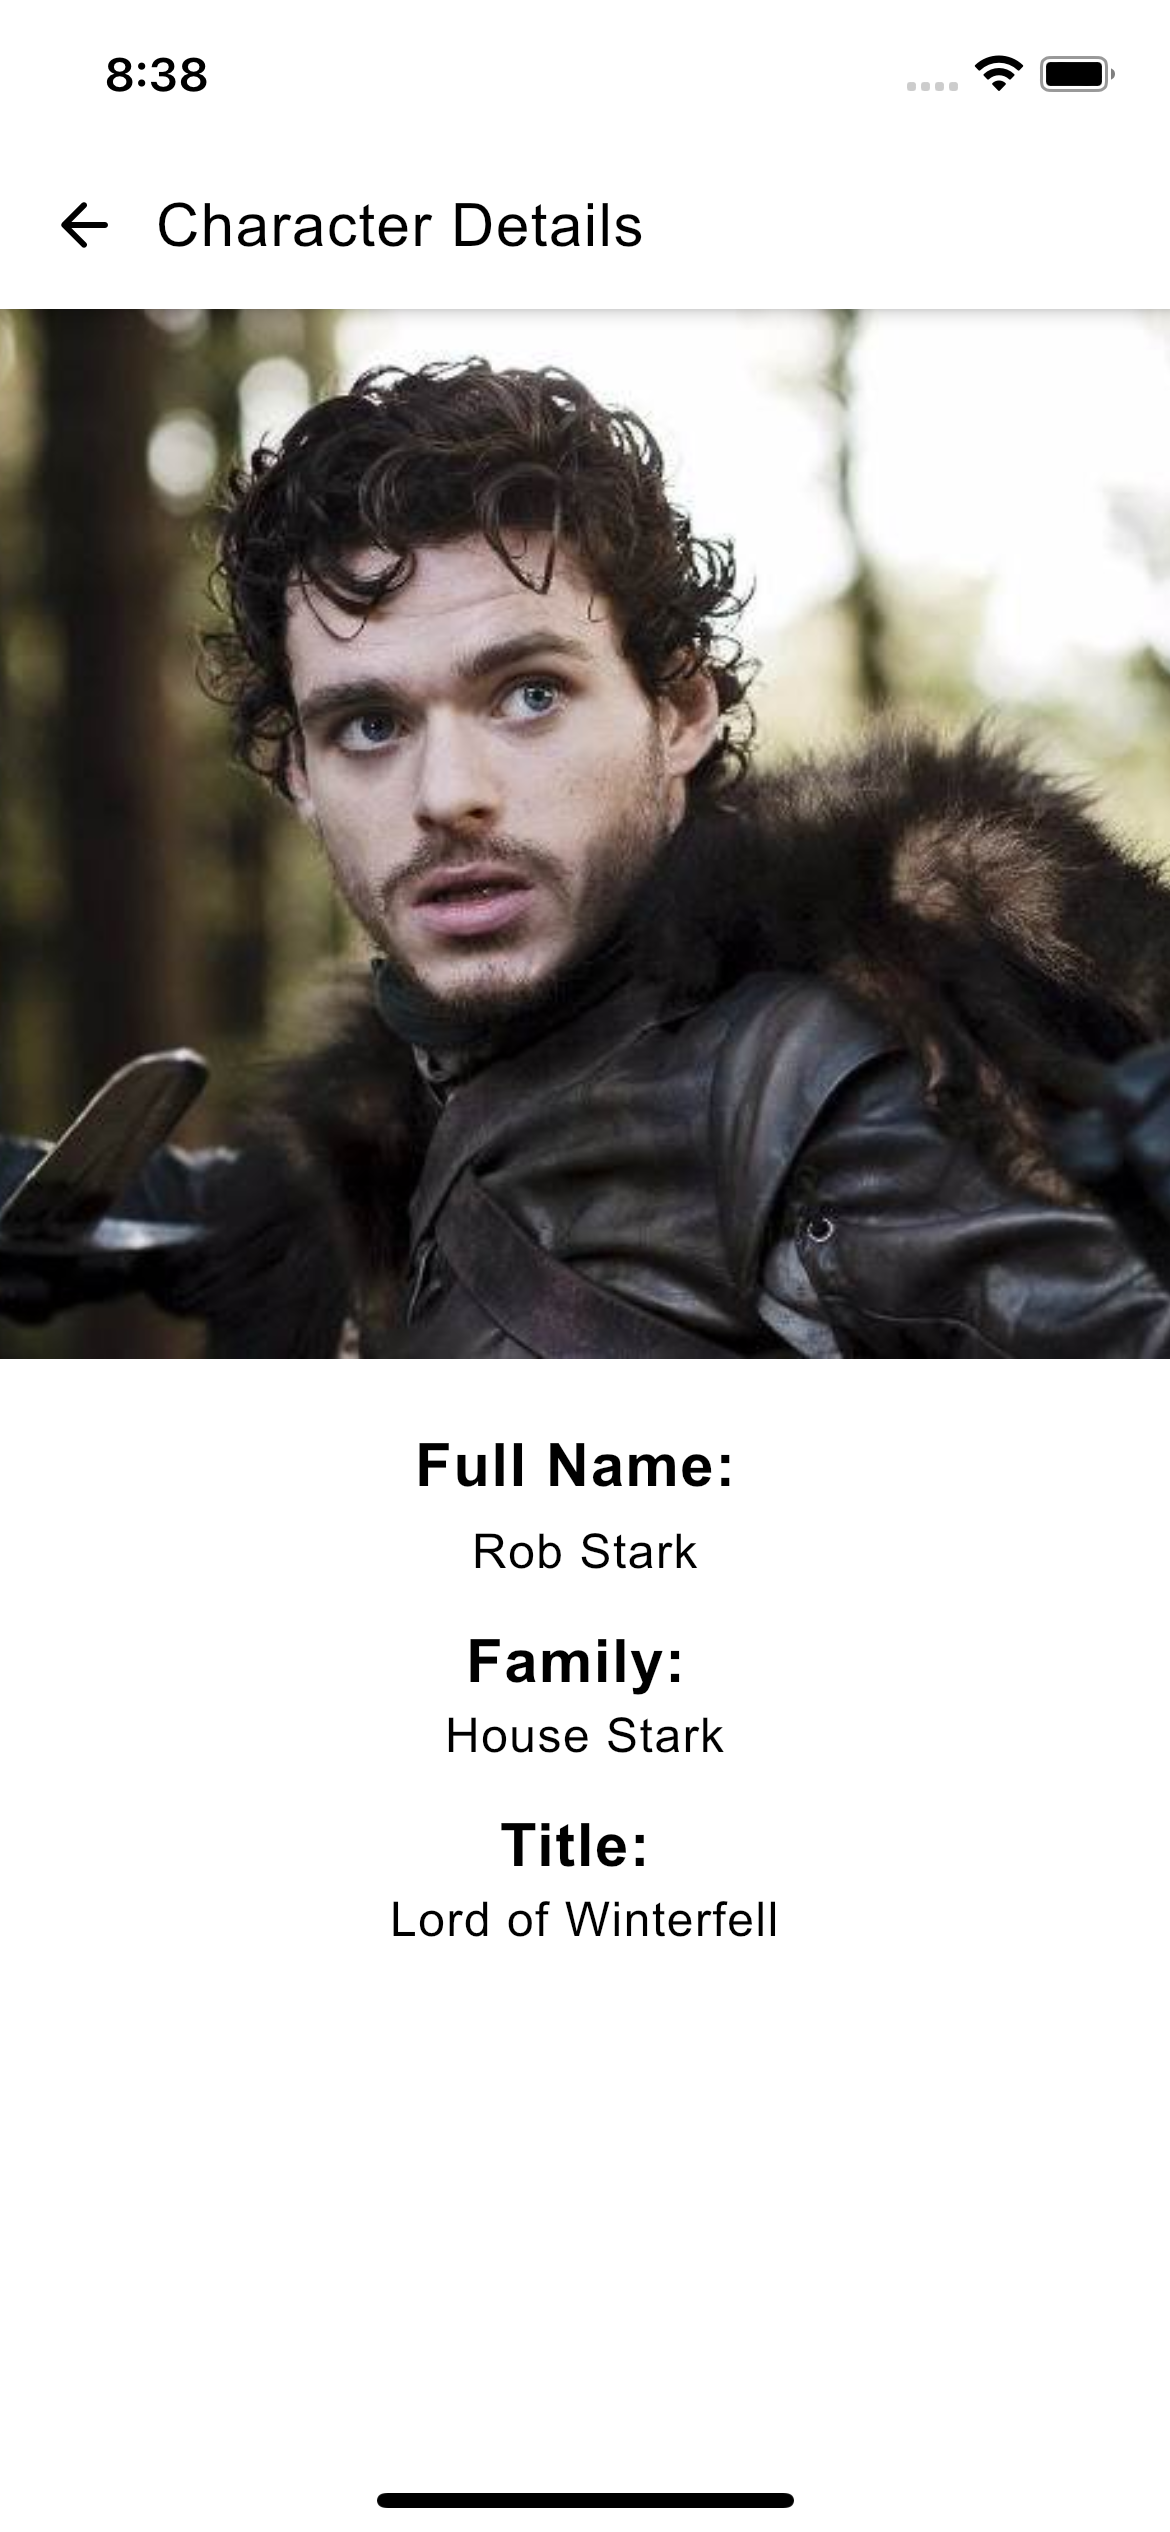 8:38
Character Details
Full Name:
Rob Stark
Family:
House Stark
Title:
Lord of Winterfell